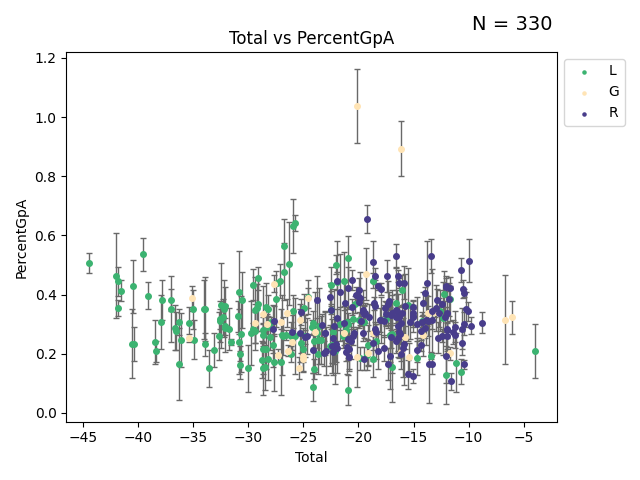 N = 330
Total vs PercentGpA
L
G
R
PercentGpA
1.2
1.0
0.8
0.6
0.4
0.2
0.0
−45 −40 −35 −30 −25 −20 −15 −10 −5
Total